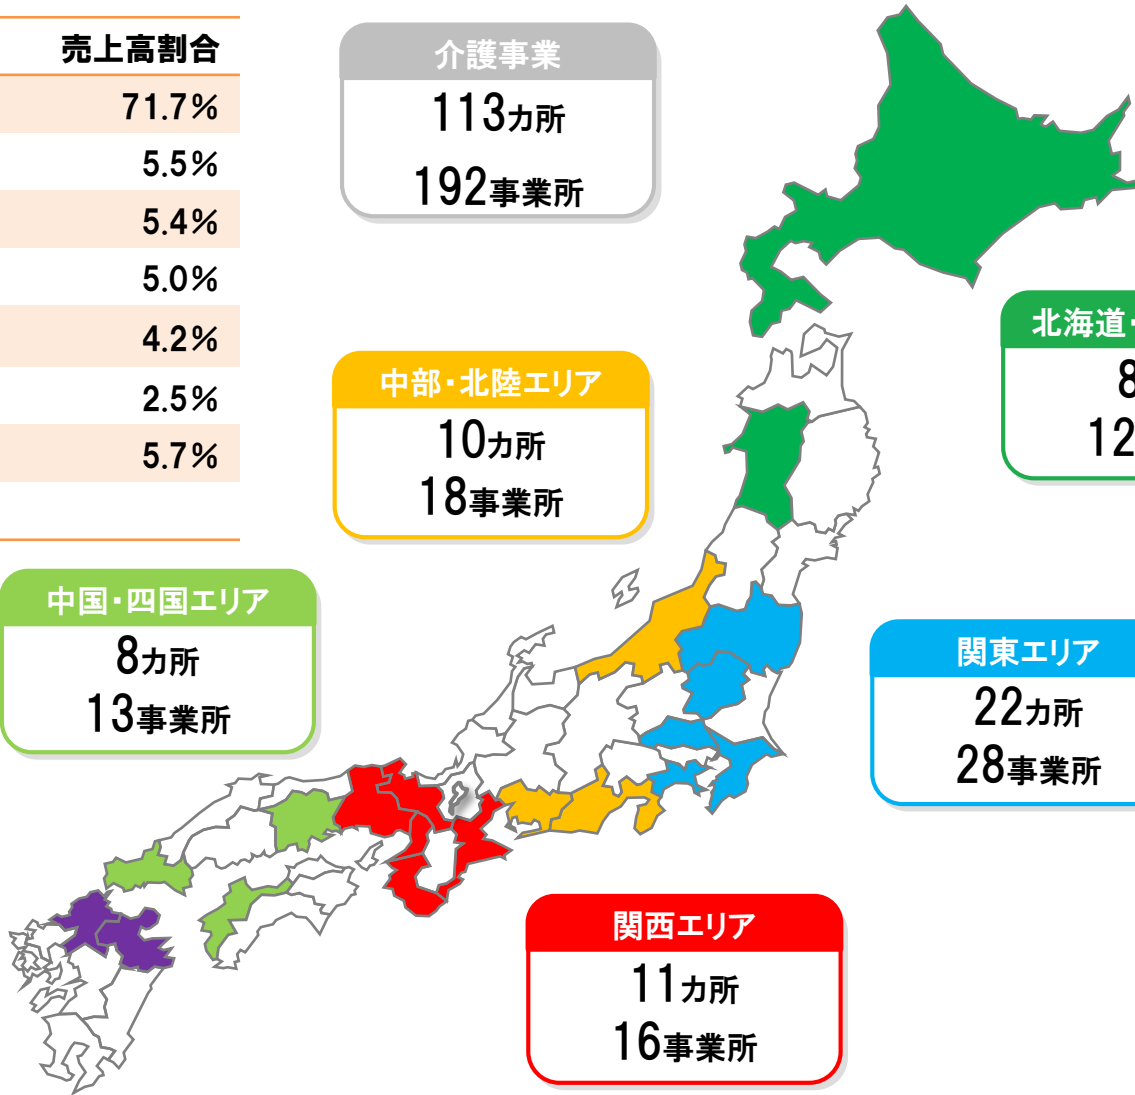 売上高割合
71.7%
5.5%
5.4%
5.0%
4.2%
2.5%
5.7%
介護事業
113カ所
192事業所
北海道・
8
12
中部・北陸エリア
10カ所
18事業所
中国・四国エリア
8カ所
13事業所
関東エリア
22カ所
28事業所
関西エリア
11カ所
16事業所